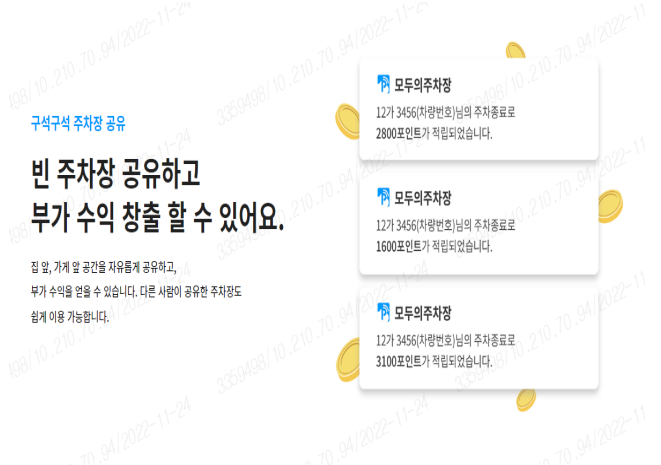 구석구석 주차장 공유
빈 주차장 공유하고
부가 수익 창출 할 수 있어요.
집 앞, 가게 앞 공간을 자유롭게 공유하고,
부가 수익을 얻을 수 있습니다. 다른 사람이 공유한 주차장도
쉽게 이용 가능합니다.
모두의주차장
12가 3456(차량번호)님의 주차종료로
2800포인트가 적립되었습니다.
모두의주차장
12가 3456(차량번호)님의 주차종료로
1600포인트가 적립되었습니다.
모두의주차장
12가 3456(차량번호)님의 주차종료로
3100포인트가 적립되었습니다.
3359498/10.210.70.94/2022-11-24